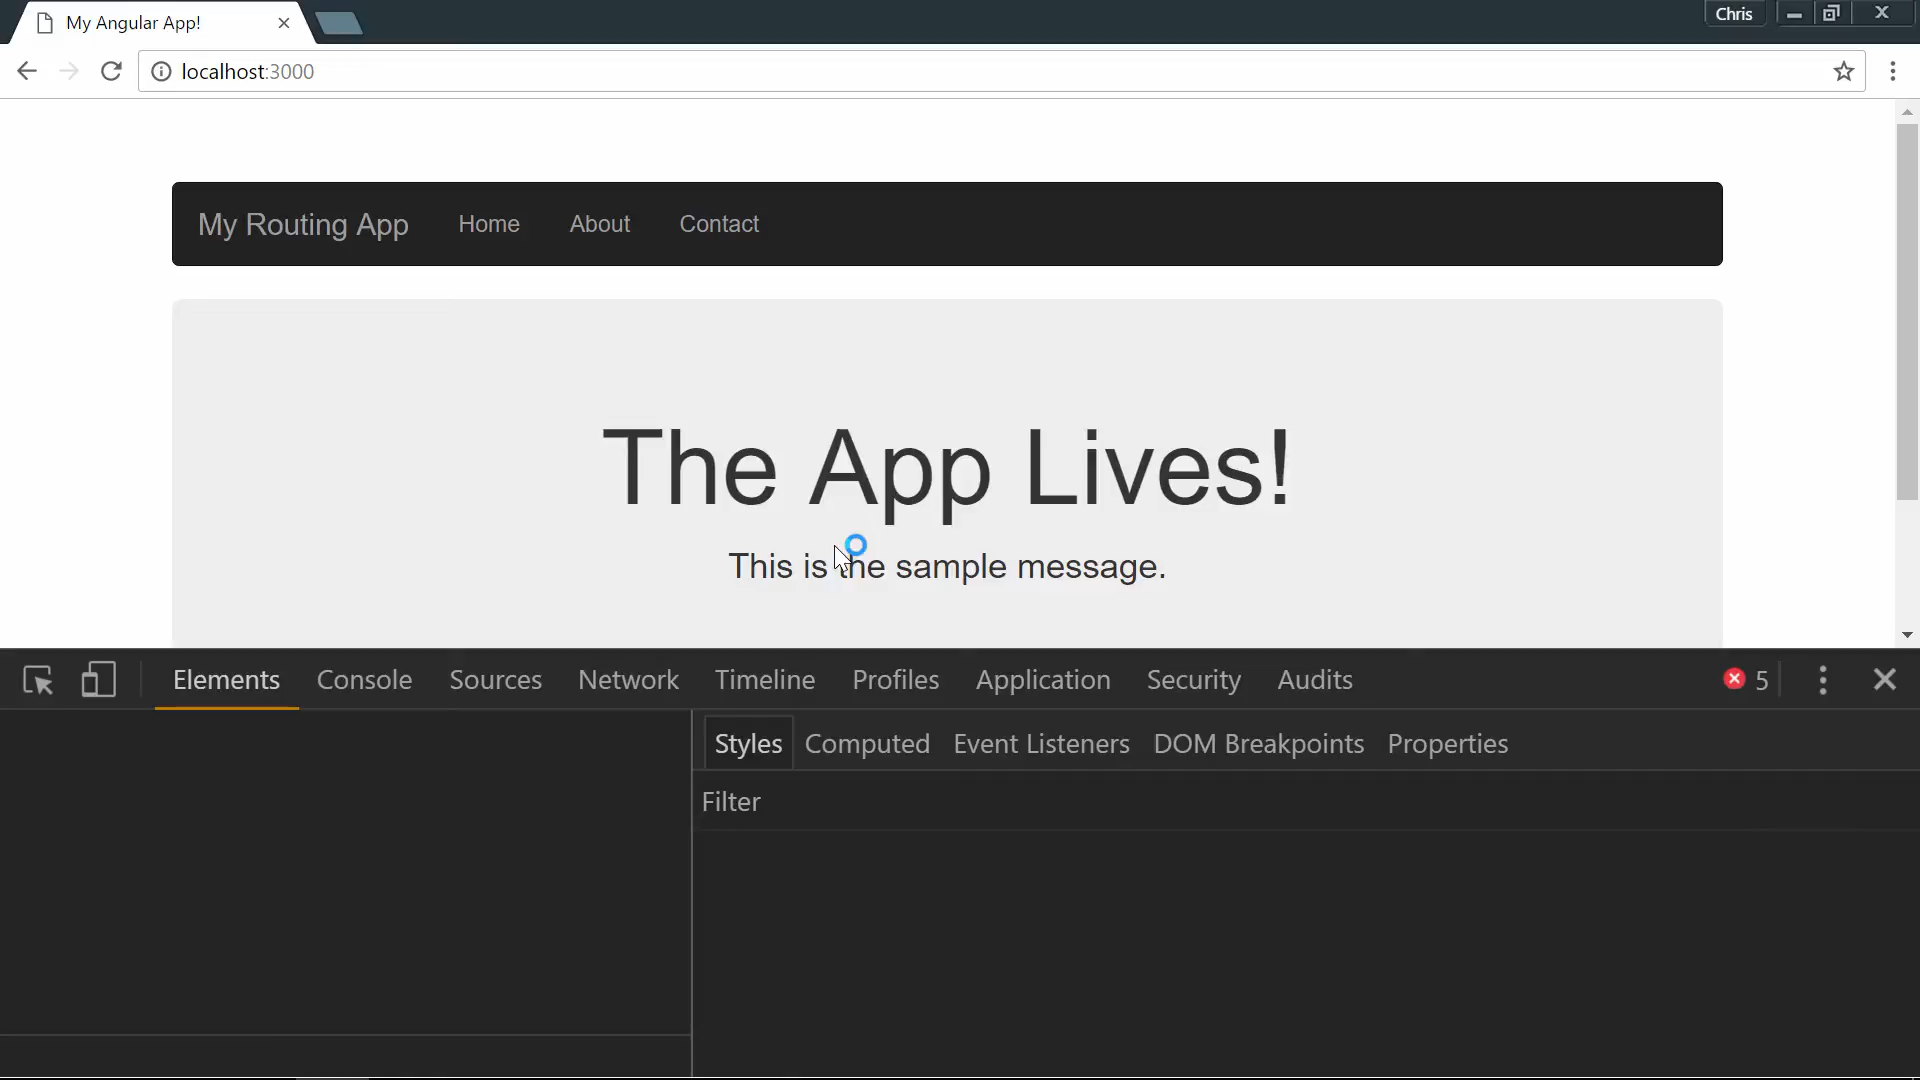 My Angular App!
Chris
localhost:3000
My Routing App Home About Contact
The App Lives!
This is the sample message.
Elements Console Sources Network Timeline Profiles Application Security Audits 5
Styles Computed Event Listeners DOM Breakpoints Properties
Filter